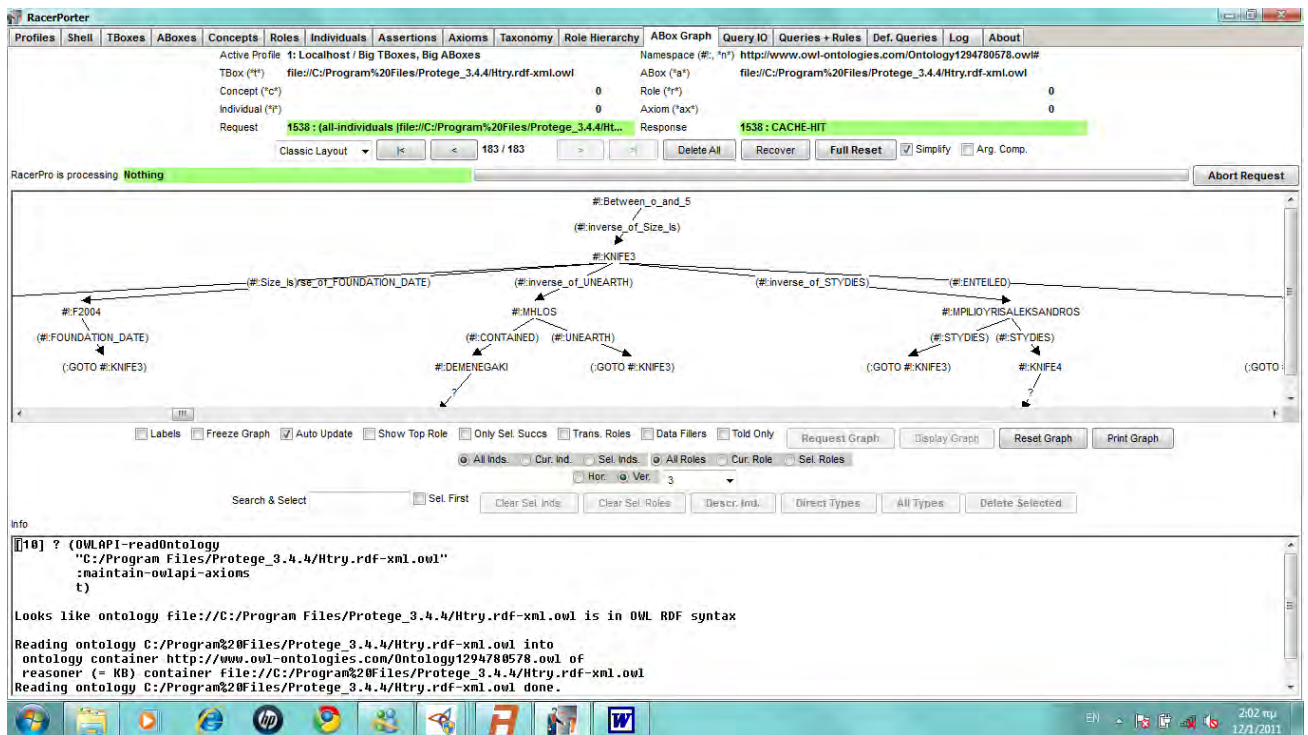 RacerPorter
Profiles Shell TBoxes ABoxes Concepts Roles Individuals Assertions Axioms Taxonomy Role Hierarchy ABox Graph Query IO Queries + Rules Def. Queries Log About
Active Profile 1: Localhost / Big TBoxes, Big ABoxes Namespace (#!:, *n*) http://www.owl-ontologies.com/Ontology1294780578.owl#
TBox (*t*) file://C:/Program%20Files/Protege_3.4.4/Htry.rdf-xml.owl ABox (*a*) file://C:/Program%20Files/Protege_3.4.4/Htry.rdf-xml.owl
Concept (*c*) 0 Role (*r*) 0
Individual (*i*) 0 Axiom (*ax*) 0
Request 1538 : (all-individuals |file://C:/Program%20Files/Protege_3.4.4/Ht... Response 1538 : CACHE-HIT
Classic Layout |< < 183 / 183 > >| Delete All Recover Full Reset Simplify Arg. Comp.
RacerPro is processing Nothing Abort Request
#!:Between_o_and_5
(#!:inverse_of_Size_Is)
#!:KNIFE3
(#!:Size_Is) rse_of_FOUNDATION_DATE) (#!:inverse_of_UNEARTH) (#!:inverse_of_STYDIES) (#!:ENTEILED)
#!:F2004 #!:MHLOS #!:MPILIOYRISALEKSANDROS
(#!:FOUNDATION_DATE) (#!:CONTAINED) (#!:UNEARTH) (#!:STYDIES) (#!:STYDIES)
(:GOTO #!:KNIFE3) #!:DEMENEGAKI (:GOTO #!:KNIFE3) (:GOTO #!:KNIFE3) #!:KNIFE4 (:GOTO
? ?
Labels Freeze Graph Auto Update Show Top Role Only Sel. Succs Trans. Roles Data Fillers Told Only Request Graph Display Graph Reset Graph Print Graph
All Inds. Cur. Ind. Sel. Inds. All Roles Cur. Role Sel. Roles
Hor. Ver. 3
Search & Select Sel. First Clear Sel. Inds. Clear Sel. Roles Descr. Ind. Direct Types All Types Delete Selected
Info
[10] ? (OWLAPI-readOntology
"C:/Program Files/Protege_3.4.4/Htry.rdf-xml.owl"
:maintain-owlapi-axioms
t)
Looks like ontology file://C:/Program Files/Protege_3.4.4/Htry.rdf-xml.owl is in OWL RDF syntax
Reading ontology C:/Program%20Files/Protege_3.4.4/Htry.rdf-xml.owl into
ontology container http://www.owl-ontologies.com/Ontology1294780578.owl of
reasoner (= KB) container file://C:/Program%20Files/Protege_3.4.4/Htry.rdf-xml.owl
Reading ontology C:/Program%20Files/Protege_3.4.4/Htry.rdf-xml.owl done.
hp W EN 2:02 πμ
12/1/2011